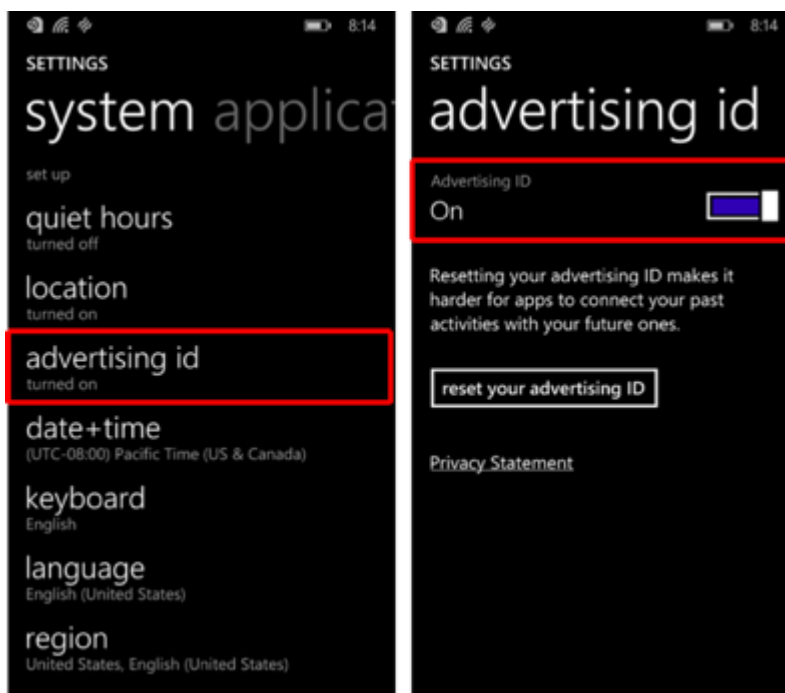 8:14
SETTINGS
system applicat
set up
quiet hours
turned off
location
turned on
advertising id
turned on
date+time
(UTC-08:00) Pacific Time (US & Canada)
keyboard
English
language
English (United States)
region
United States, English (United States)
8:14
SETTINGS
advertising id
Advertising ID
On
Resetting your advertising ID makes it
harder for apps to connect your past
activities with your future ones.
reset your advertising ID
Privacy Statement